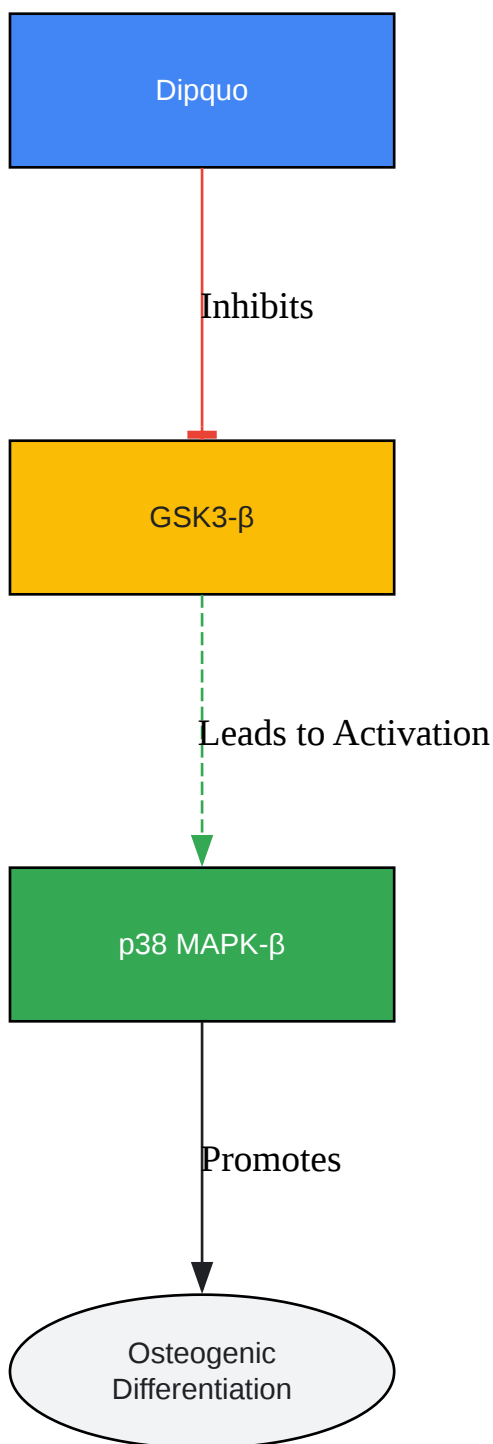 Dipquo
Inhibits
GSK3-β
Leads to Activation
p38 MAPK-β
Promotes
Osteogenic
Differentiation